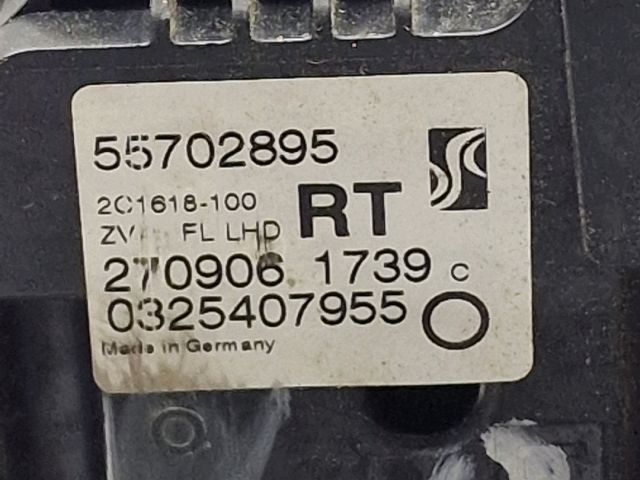 55702895
2C1618-100 RT
FL LHD
270906 1739 C
0325407955
Made in Germany